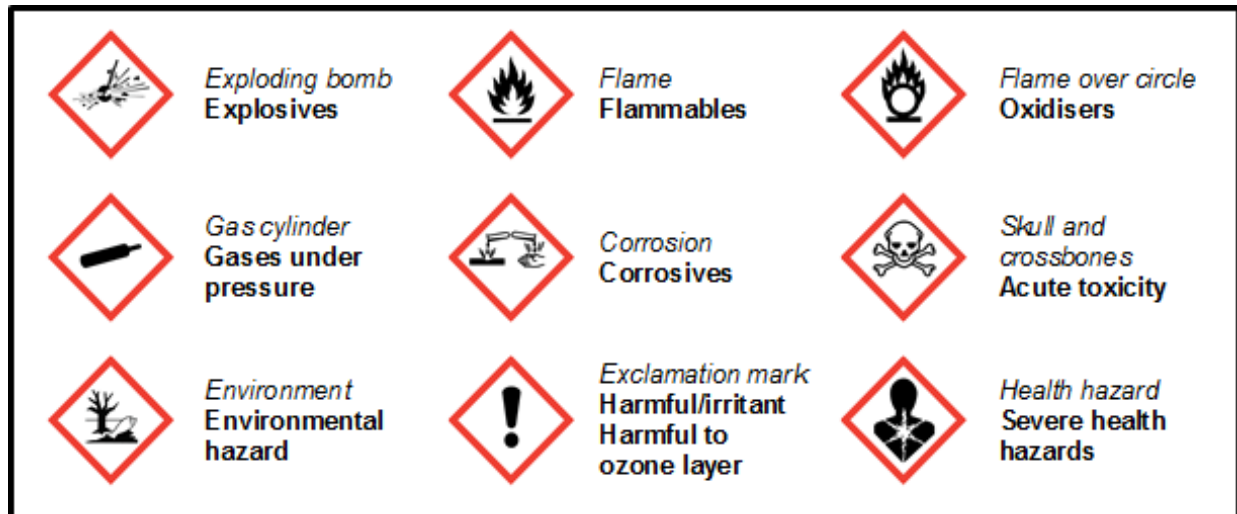 Exploding bomb
Explosives
Flame
Flammables
Flame over circle
Oxidisers
Gas cylinder
Gases under
pressure
Corrosion
Corrosives
Skull and
crossbones
Acute toxicity
Environment
Environmental
hazard
Exclamation mark
Harmful/irritant
Harmful to
ozone layer
Health hazard
Severe health
hazards